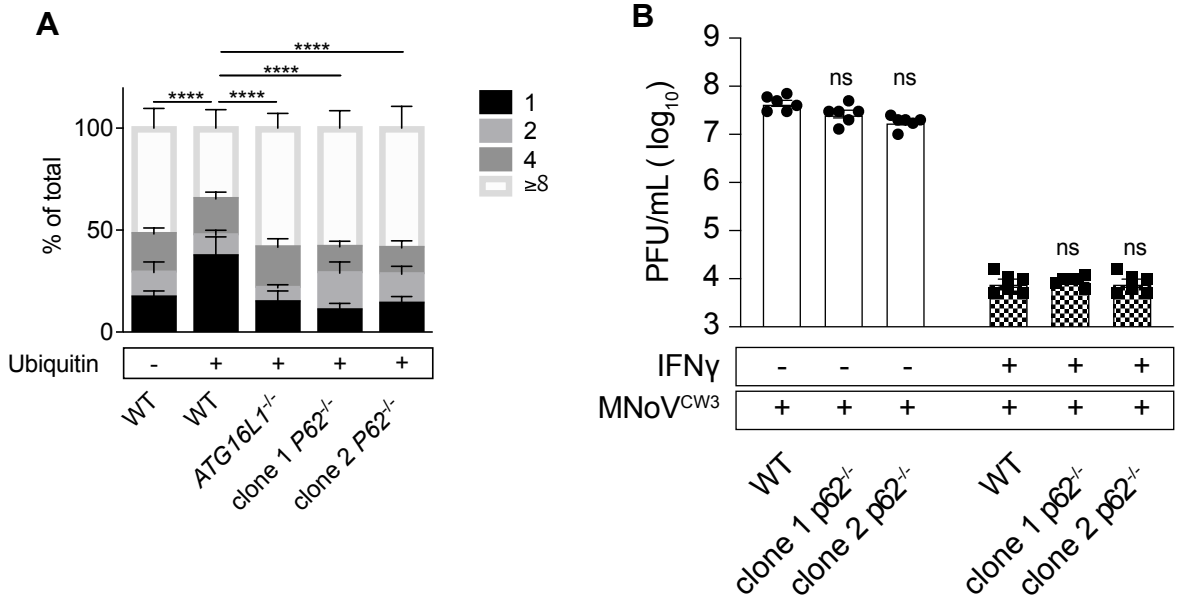 A
****
****
**** ****
% of total
100
50
0
1
2
4
≥8
Ubiquitin - + + + +
WT WT ATG16L1-/- clone 1 P62-/- clone 2 P62-/-
B
PFU/mL ( log10)
9
8
7
6
5
4
3
ns ns
ns ns
IFNγ - - - + + +
MNoVCW3 + + + + + +
WT clone 1 p62-/- clone 2 p62-/- WT clone 1 p62-/- clone 2 p62-/-